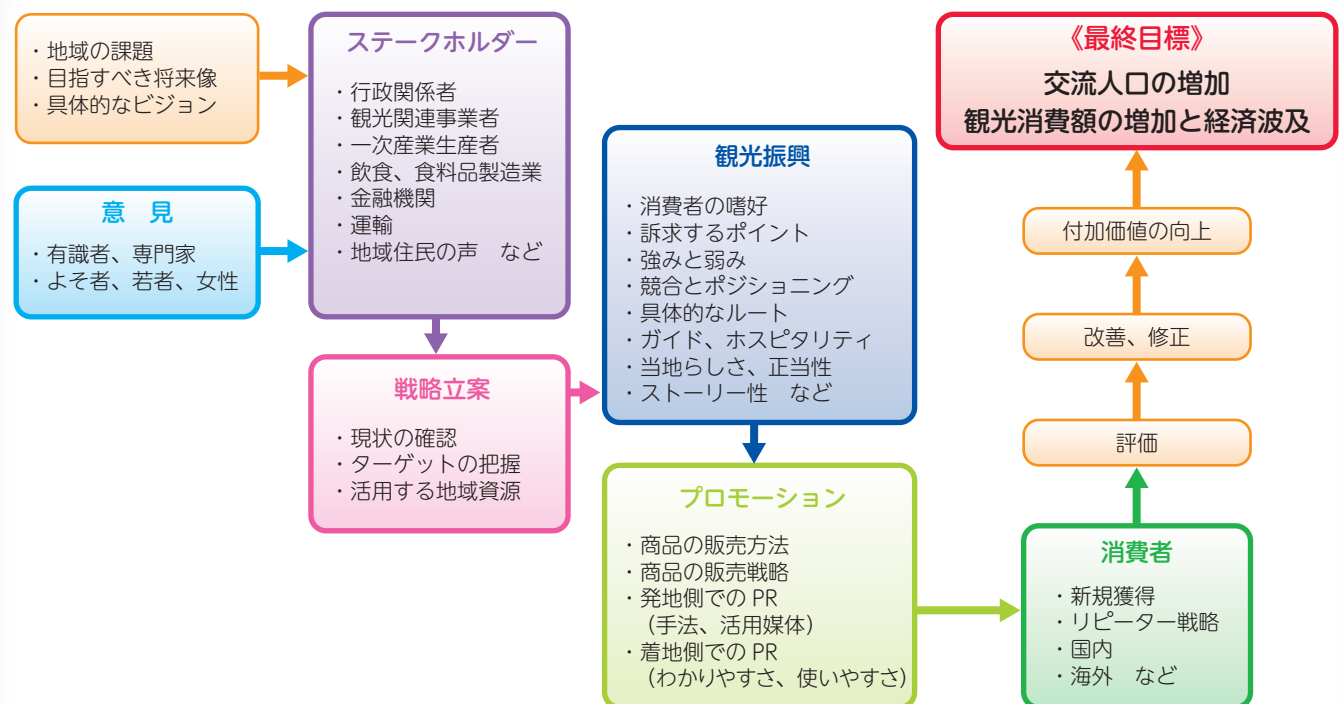 ・地域の課題
・目指すべき将来像
・具体的なビジョン
意　見
・有識者、専門家
・よそ者、若者、女性
ステークホルダー
・行政関係者
・観光関連事業者
・一次産業生産者
・飲食、食料品製造業
・金融機関
・運輸
・地域住民の声　など
戦略立案
・現状の確認
・ターゲットの把握
・活用する地域資源
観光振興
・消費者の嗜好
・訴求するポイント
・強みと弱み
・競合とポジショニング
・具体的なルート
・ガイド、ホスピタリティ
・当地らしさ、正当性
・ストーリー性　など
プロモーション
・商品の販売方法
・商品の販売戦略
・発地側での PR
（手法、活用媒体）
・着地側での PR
（わかりやすさ、使いやすさ）
消費者
・新規獲得
・リピーター戦略
・国内
・海外　など
評価
改善、修正
付加価値の向上
《最終目標》
交流人口の増加
観光消費額の増加と経済波及